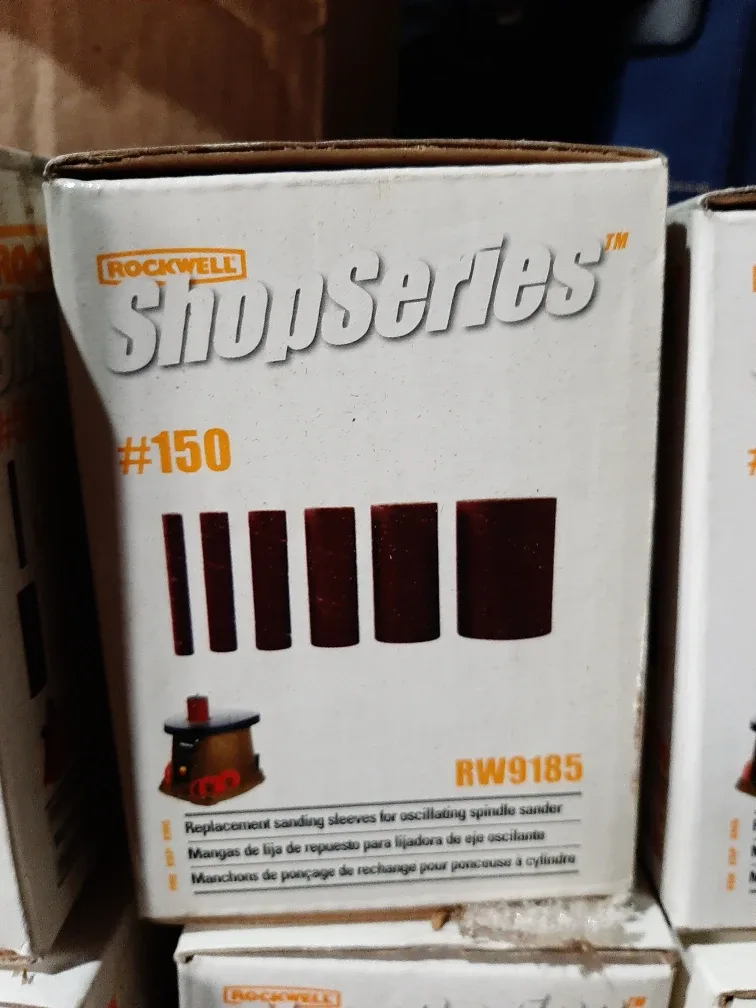 ROCKWELL
ShopSeries™
#150
RW9185
Replacement sanding sleeves for oscillating spindle sander
Mangas de lija de repuesto para lijadora de eje oscilante
Manchons de ponçage de rechange pour ponceuse à cylindre
ROCKWELL